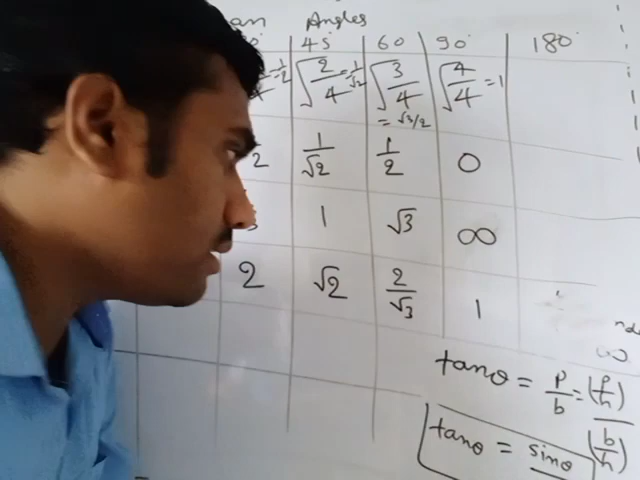 Angles
45 60 90 180
√2/4 = 1/√2 √3/4 = √3/2 √4/4 = 1
2 1/√2 1/2 0
1 √3 ∞
2 √2 2/√3 1
tanθ = p/b = (p/h)/(b/h)
tanθ = sinθ